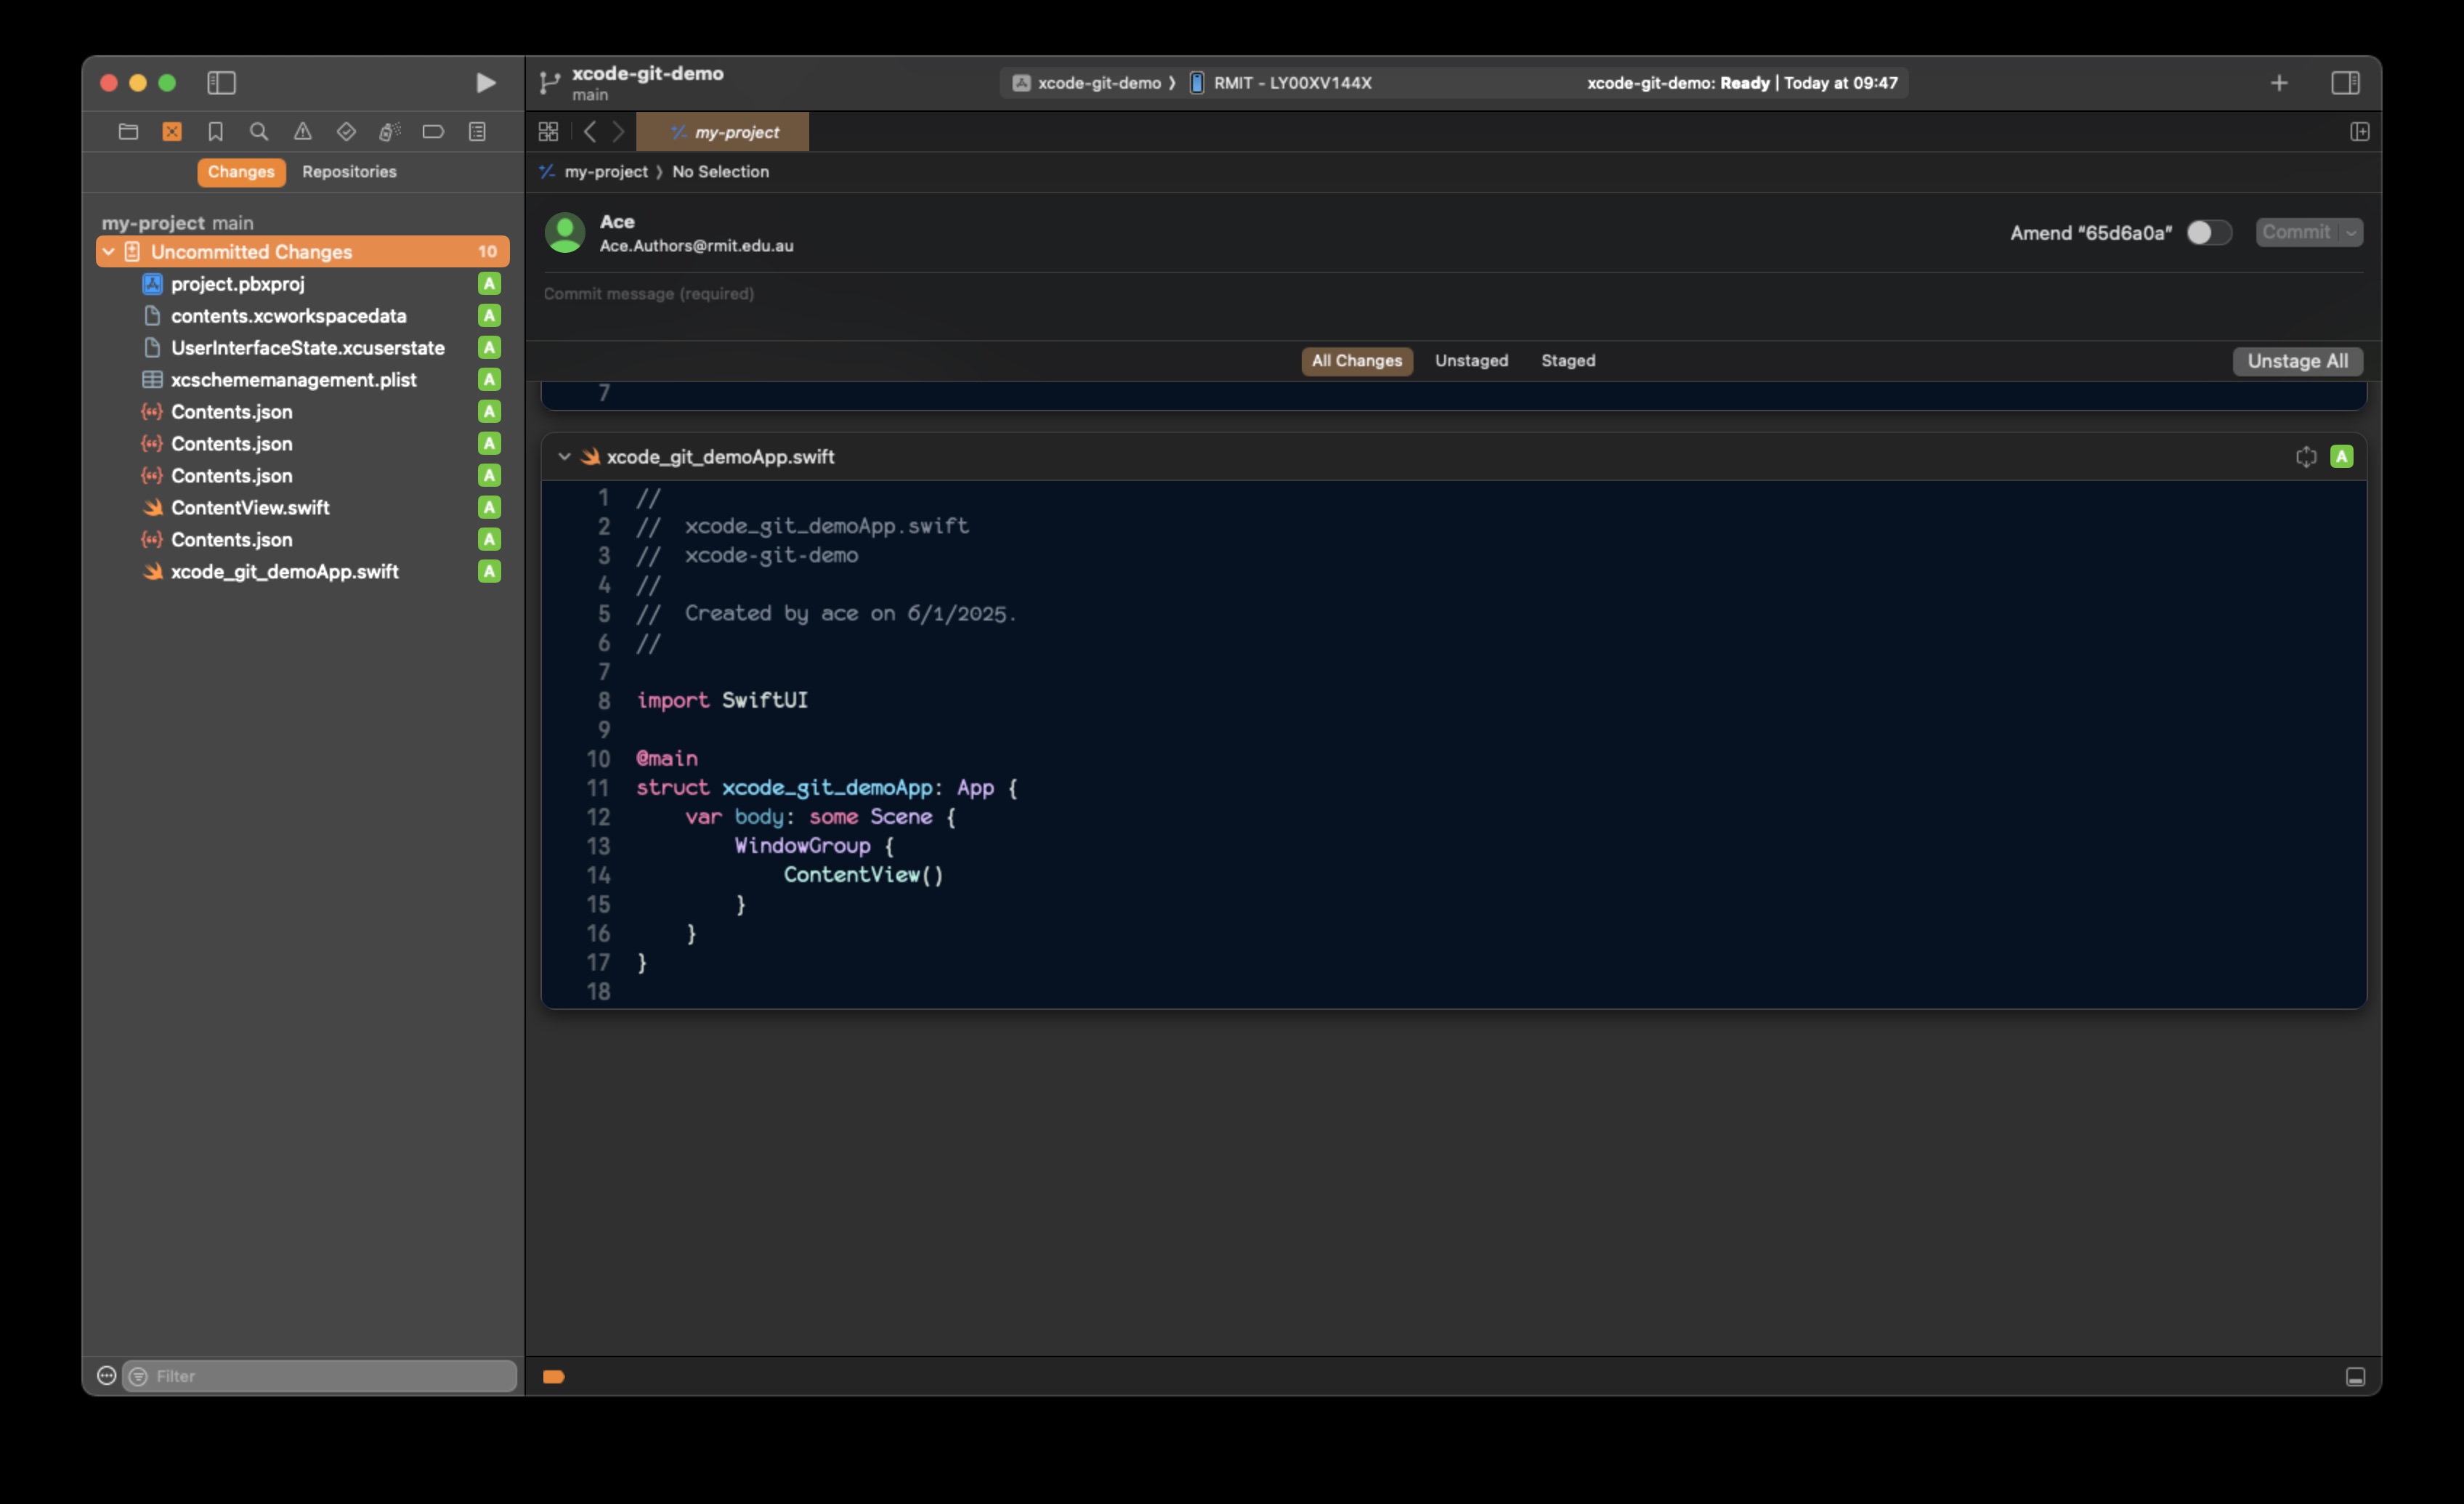 xcode-git-demo
main
xcode-git-demo 〉 RMIT - LY00XV144X
xcode-git-demo: Ready | Today at 09:47
my-project
Changes Repositories
my-project 〉 No Selection
my-project main
Uncommitted Changes 10
project.pbxproj A
contents.xcworkspacedata A
UserInterfaceState.xcuserstate A
xcschememanagement.plist A
Contents.json A
Contents.json A
Contents.json A
ContentView.swift A
Contents.json A
xcode_git_demoApp.swift A
Filter
Ace
Ace.Authors@rmit.edu.au
Amend “65d6a0a”
Commit
Commit message (required)
All Changes Unstaged Staged
Unstage All
7
xcode_git_demoApp.swift A
1 //
2 //  xcode_git_demoApp.swift
3 //  xcode-git-demo
4 //
5 //  Created by ace on 6/1/2025.
6 //
7
8 import SwiftUI
9
10 @main
11 struct xcode_git_demoApp: App {
12     var body: some Scene {
13         WindowGroup {
14             ContentView()
15         }
16     }
17 }
18